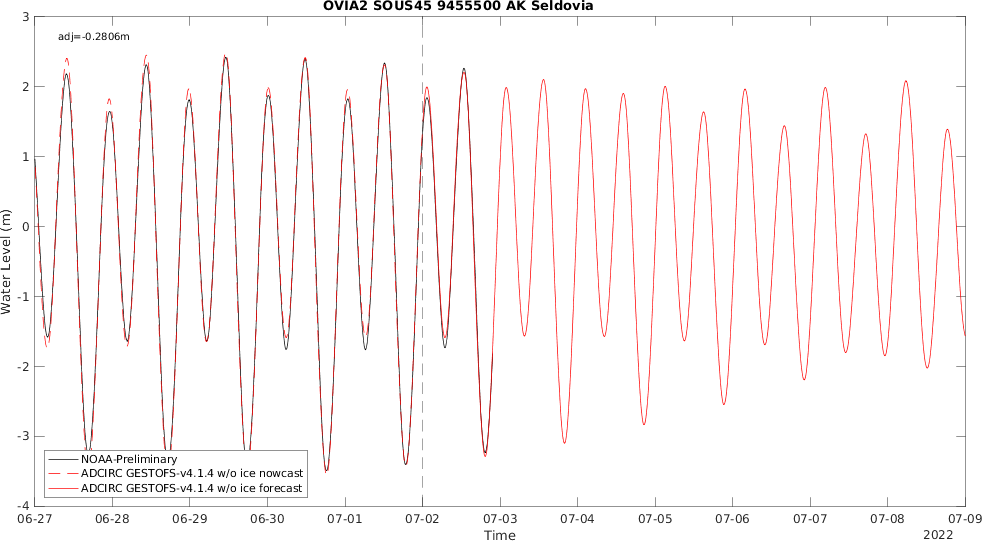 OVIA2 SOUS45 9455500 AK Seldovia
adj=-0.2806m
3
2
1
0
-1
-2
-3
-4
Water Level (m)
NOAA-Preliminary
ADCIRC GESTOFS-v4.1.4 w/o ice nowcast
ADCIRC GESTOFS-v4.1.4 w/o ice forecast
06-27 06-28 06-29 06-30 07-01 07-02 07-03 07-04 07-05 07-06 07-07 07-08 07-09
Time
2022